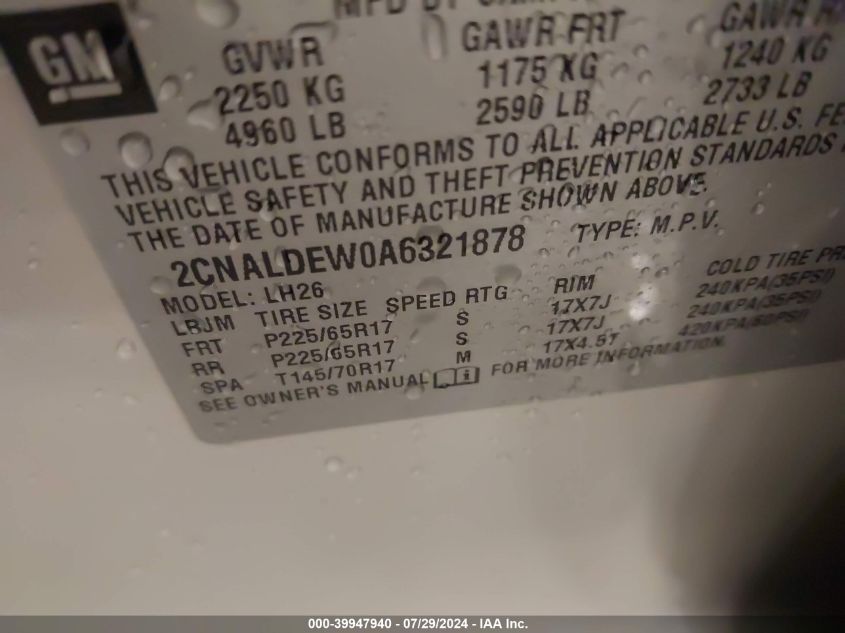 GM
MFD BY
GVWR GAWR FRT GAWR
2250 KG 1175 KG 1240 KG
4960 LB 2590 LB 2733 LB
THIS VEHICLE CONFORMS TO ALL APPLICABLE U.S.
VEHICLE SAFETY AND THEFT PREVENTION STANDARDS
THE DATE OF MANUFACTURE SHOWN ABOVE.
2CNALDEW0A6321878 TYPE: M.P.V.
MODEL: LH26
LBJM TIRE SIZE SPEED RTG RIM COLD TIRE
FRT P225/65R17 S 17X7J 240KPA(35PSI)
RR P225/65R17 S 17X7J 240KPA(35PSI)
SPA T145/70R17 M 17X4.5T 420KPA(60PSI)
SEE OWNER'S MANUAL FOR MORE INFORMATION.
000-39947940 - 07/29/2024 - IAA Inc.